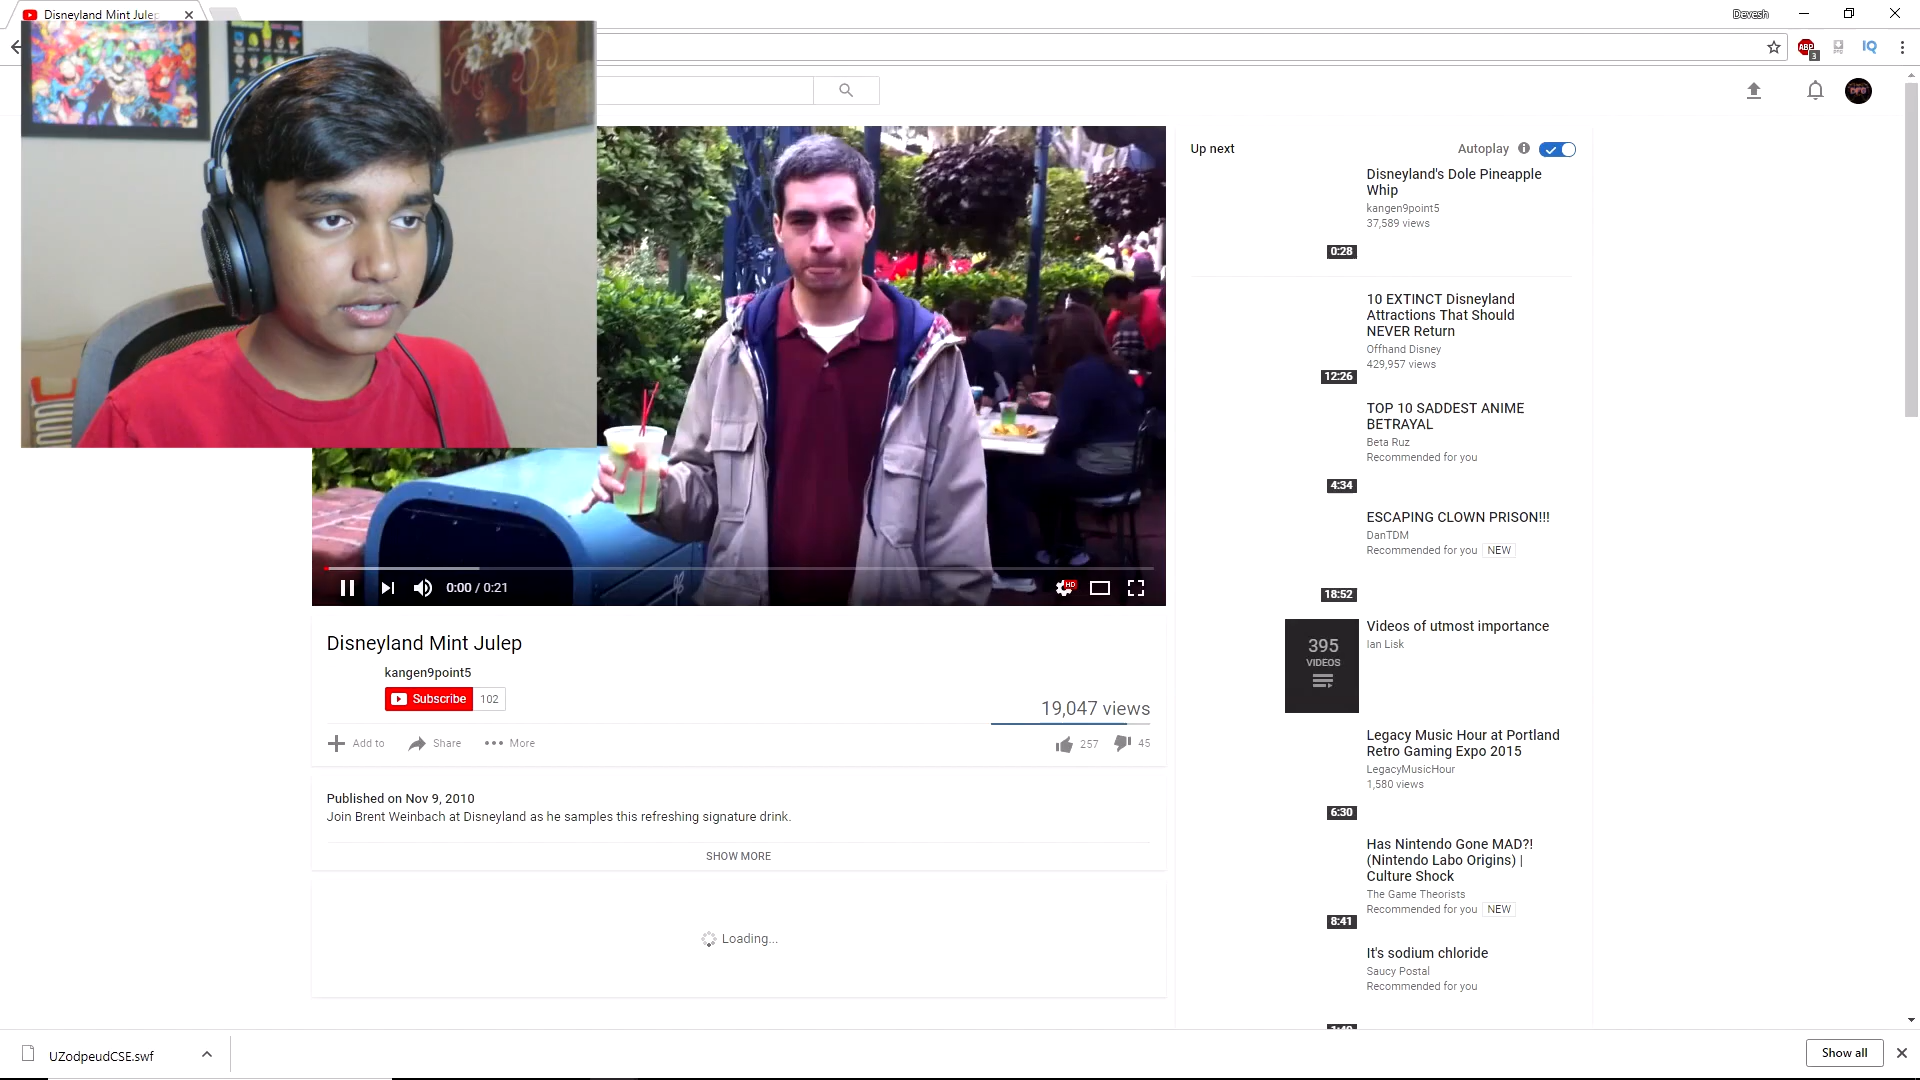 Disneyland Mint Julep
Devesh
ABP
3
IQ
Up next
Autoplay
Disneyland's Dole Pineapple
Whip
kangen9point5
37,589 views
0:28
10 EXTINCT Disneyland
Attractions That Should
NEVER Return
Offhand Disney
429,957 views
12:26
TOP 10 SADDEST ANIME
BETRAYAL
Beta Ruz
Recommended for you
4:34
ESCAPING CLOWN PRISON!!!
DanTDM
Recommended for you NEW
18:52
395
VIDEOS
Videos of utmost importance
Ian Lisk
Legacy Music Hour at Portland
Retro Gaming Expo 2015
LegacyMusicHour
1,580 views
6:30
Has Nintendo Gone MAD?!
(Nintendo Labo Origins) |
Culture Shock
The Game Theorists
Recommended for you NEW
8:41
It's sodium chloride
Saucy Postal
Recommended for you
0:00 / 0:21
HD
Disneyland Mint Julep
kangen9point5
Subscribe 102
19,047 views
Add to Share More
257 45
Published on Nov 9, 2010
Join Brent Weinbach at Disneyland as he samples this refreshing signature drink.
SHOW MORE
Loading...
UZodpeudCSE.swf
Show all